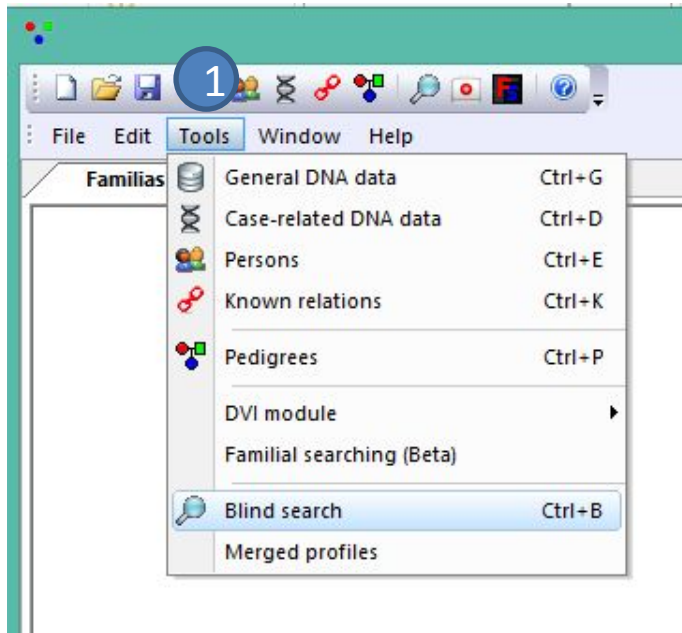 1
File Edit Tools Window Help
Familias
General DNA data Ctrl+G
Case-related DNA data Ctrl+D
Persons Ctrl+E
Known relations Ctrl+K
Pedigrees Ctrl+P
DVI module
Familial searching (Beta)
Blind search Ctrl+B
Merged profiles